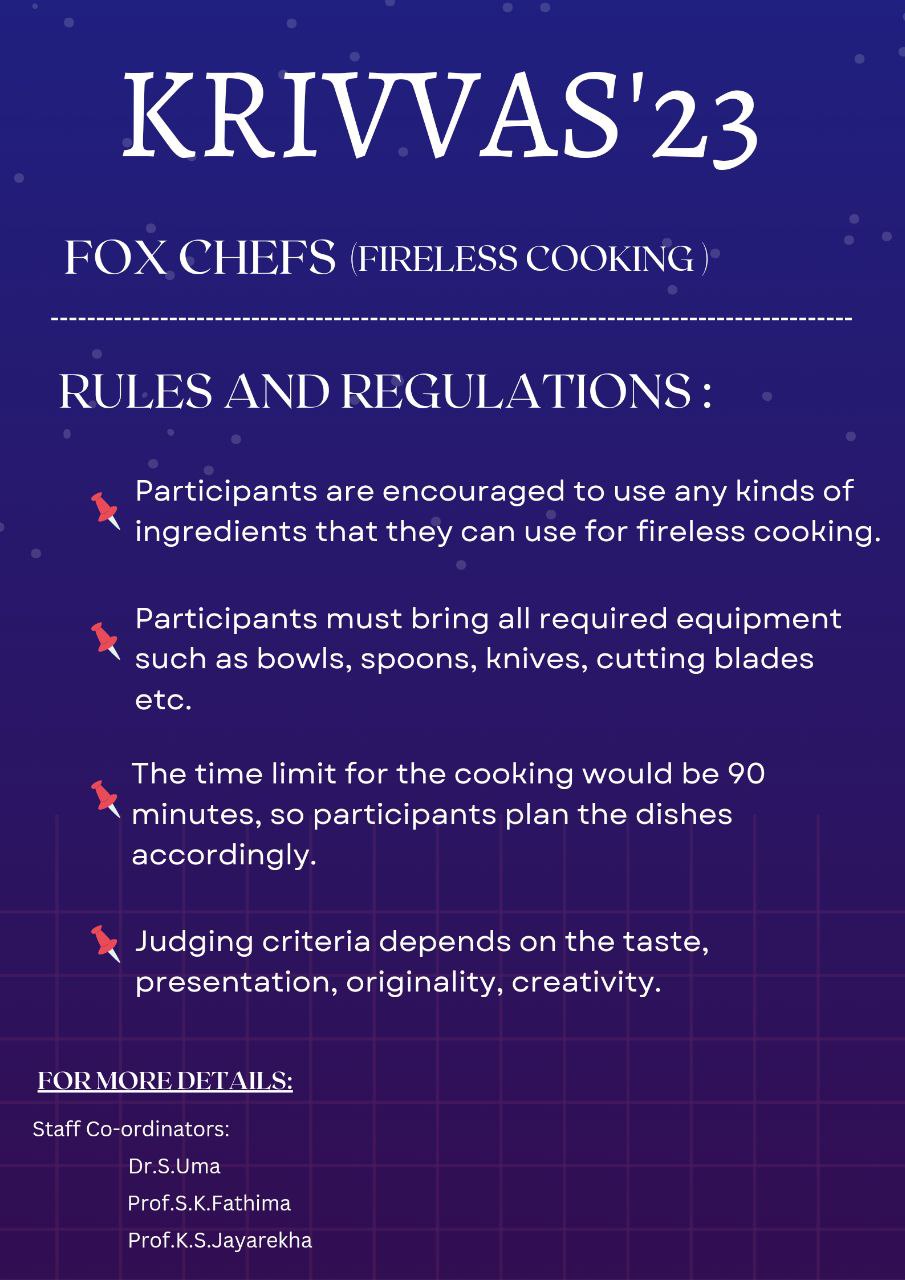 KRIVVAS'23
FOX CHEFS (FIRELESS COOKING )
---------------------------------------------------------------------------------------
RULES AND REGULATIONS :
Participants are encouraged to use any kinds of
ingredients that they can use for fireless cooking.
Participants must bring all required equipment
such as bowls, spoons, knives, cutting blades
etc.
The time limit for the cooking would be 90
minutes, so participants plan the dishes
accordingly.
Judging criteria depends on the taste,
presentation, originality, creativity.
FOR MORE DETAILS:
Staff Co-ordinators:
Dr.S.Uma
Prof.S.K.Fathima
Prof.K.S.Jayarekha